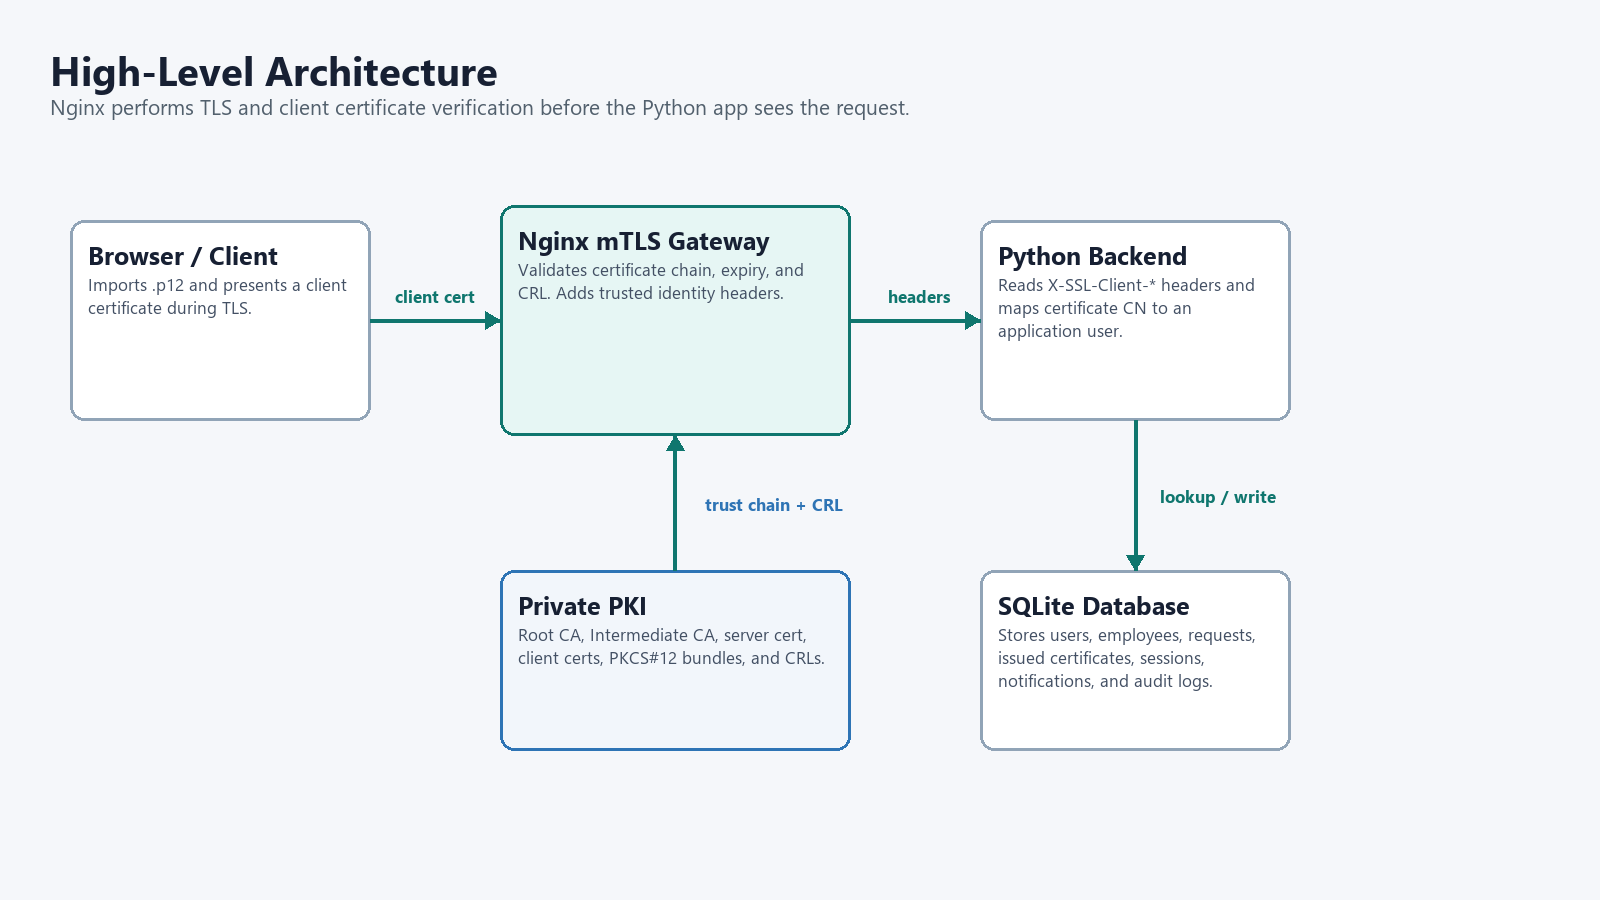 High-Level Architecture
Nginx performs TLS and client certificate verification before the Python app sees the request.
Browser / Client
Imports .p12 and presents a client
certificate during TLS.
client cert
Nginx mTLS Gateway
Validates certificate chain, expiry, and
CRL. Adds trusted identity headers.
headers
Python Backend
Reads X-SSL-Client-* headers and
maps certificate CN to an
application user.
trust chain + CRL
lookup / write
Private PKI
Root CA, Intermediate CA, server cert,
client certs, PKCS#12 bundles, and CRLs.
SQLite Database
Stores users, employees, requests,
issued certificates, sessions,
notifications, and audit logs.